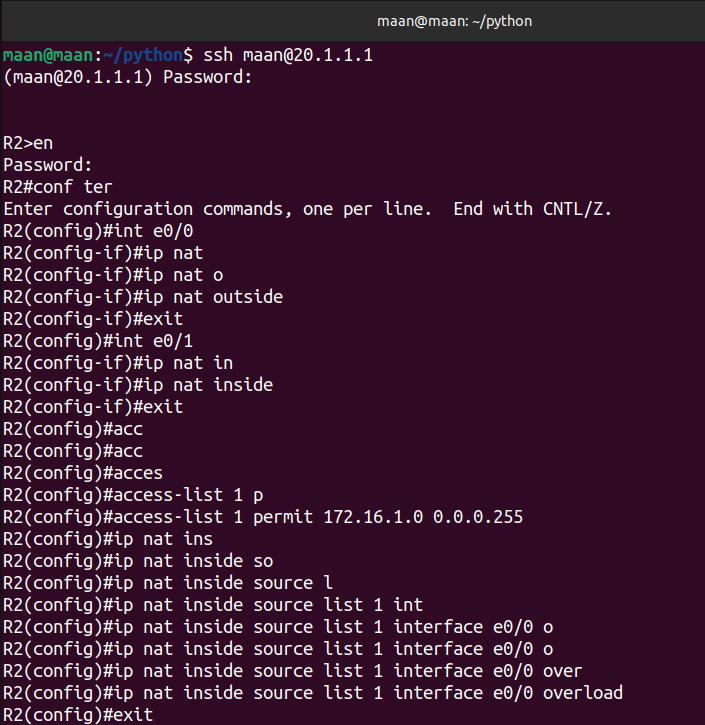 maan@maan: ~/python
maan@maan:~/python$ ssh maan@20.1.1.1
(maan@20.1.1.1) Password:
R2>en
Password:
R2#conf ter
Enter configuration commands, one per line.  End with CNTL/Z.
R2(config)#int e0/0
R2(config-if)#ip nat
R2(config-if)#ip nat o
R2(config-if)#ip nat outside
R2(config-if)#exit
R2(config)#int e0/1
R2(config-if)#ip nat in
R2(config-if)#ip nat inside
R2(config-if)#exit
R2(config)#acc
R2(config)#acc
R2(config)#acces
R2(config)#access-list 1 p
R2(config)#access-list 1 permit 172.16.1.0 0.0.0.255
R2(config)#ip nat ins
R2(config)#ip nat inside so
R2(config)#ip nat inside source l
R2(config)#ip nat inside source list 1 int
R2(config)#ip nat inside source list 1 interface e0/0 o
R2(config)#ip nat inside source list 1 interface e0/0 o
R2(config)#ip nat inside source list 1 interface e0/0 over
R2(config)#ip nat inside source list 1 interface e0/0 overload
R2(config)#exit